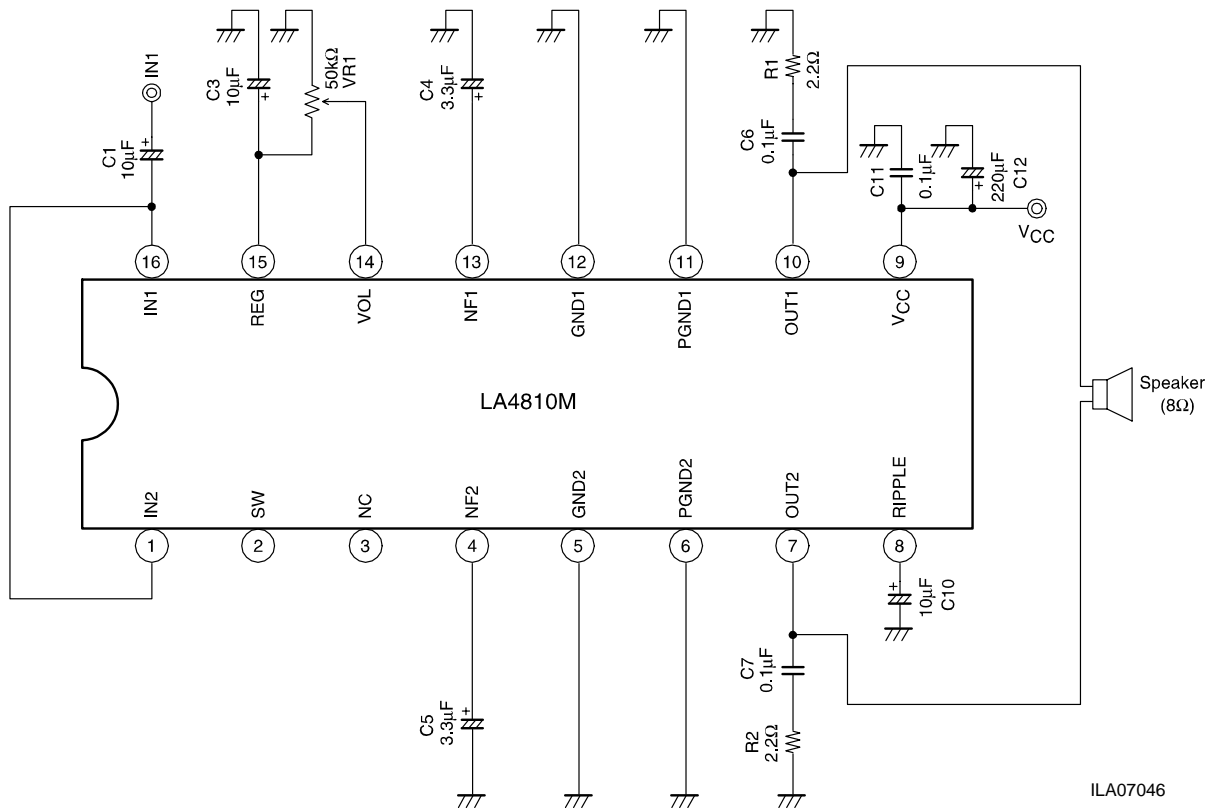 IN1
C1
10µF
C3
10µF
50kΩ
VR1
C4
3.3µF
R1
2.2Ω
C6
0.1µF
C11
0.1µF
220µF
C12
VCC
+
+
+
+
16
15
14
13
12
11
10
9
IN1
REG
VOL
NF1
GND1
PGND1
OUT1
VCC
LA4810M
Speaker
(8Ω)
IN2
SW
NC
NF2
GND2
PGND2
OUT2
RIPPLE
1
2
3
4
5
6
7
8
+
10µF
C10
C7
0.1µF
C5
3.3µF
+
R2
2.2Ω
ILA07046